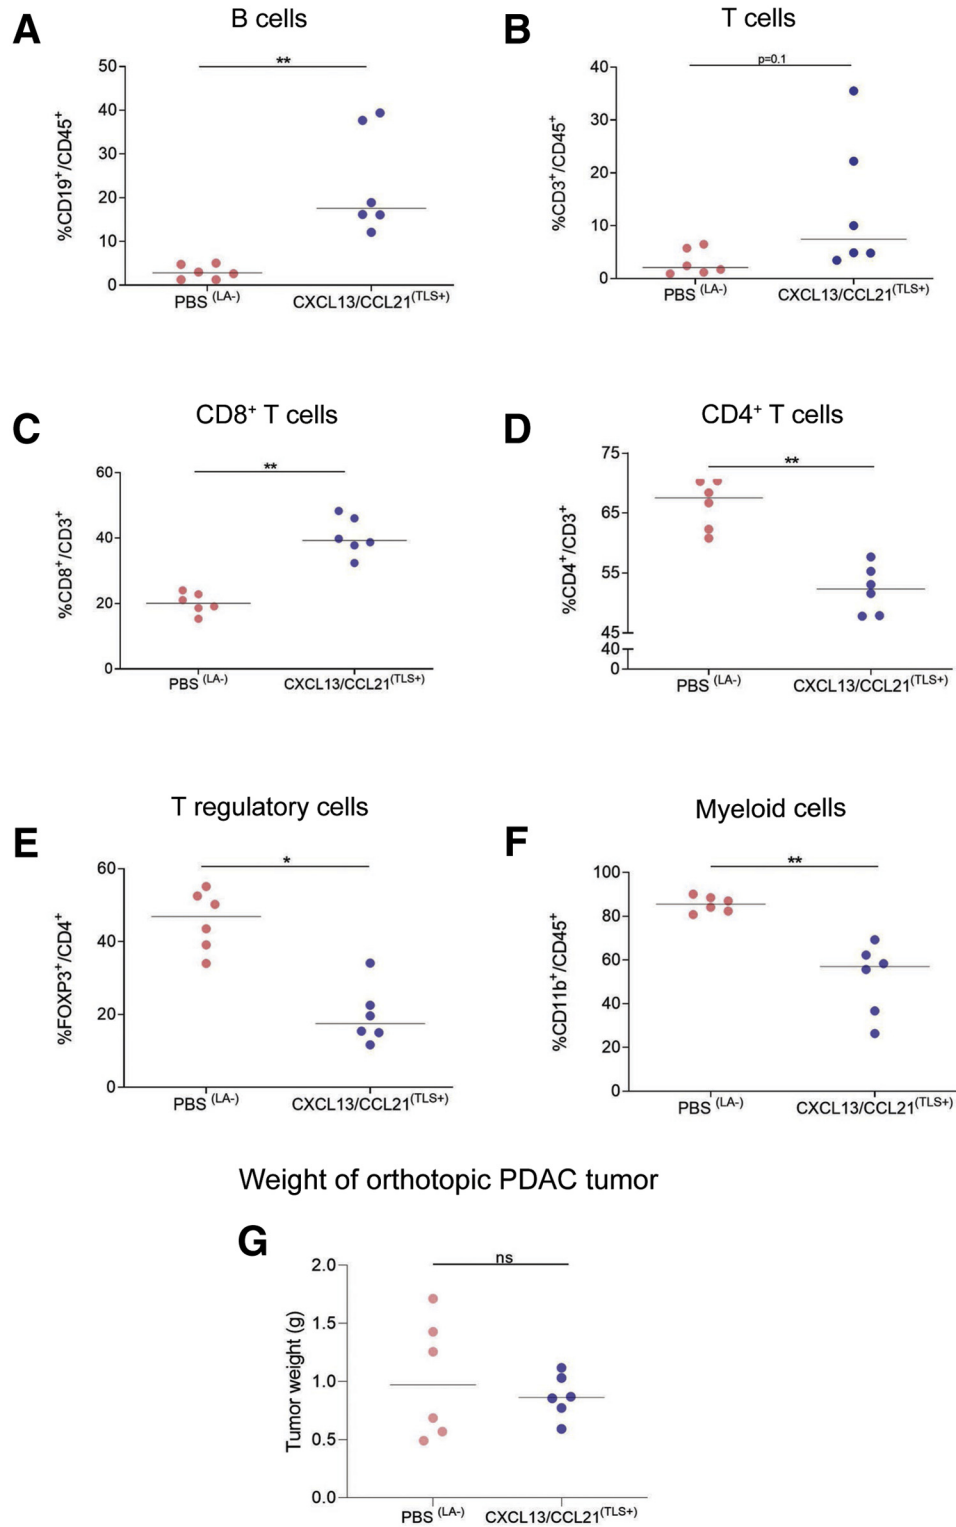 A
B cells
**
50
40
30
20
10
0
%CD19⁺/CD45⁺
PBS (LA-)
CXCL13/CCL21(TLS+)
B
T cells
p=0.1
40
30
20
10
0
%CD3⁺/CD45⁺
PBS (LA-)
CXCL13/CCL21(TLS+)
C
CD8⁺ T cells
**
60
40
20
0
%CD8⁺/CD3⁺
PBS (LA-)
CXCL13/CCL21(TLS+)
D
CD4⁺ T cells
**
75
65
55
45
40
0
%CD4⁺/CD3⁺
PBS (LA-)
CXCL13/CCL21(TLS+)
E
T regulatory cells
*
60
40
20
0
%FOXP3⁺/CD4⁺
PBS (LA-)
CXCL13/CCL21(TLS+)
F
Myeloid cells
**
100
80
60
40
20
0
%CD11b⁺/CD45⁺
PBS (LA-)
CXCL13/CCL21(TLS+)
Weight of orthotopic PDAC tumor
G
ns
2.0
1.5
1.0
0.5
0.0
Tumor weight (g)
PBS (LA-)
CXCL13/CCL21(TLS+)